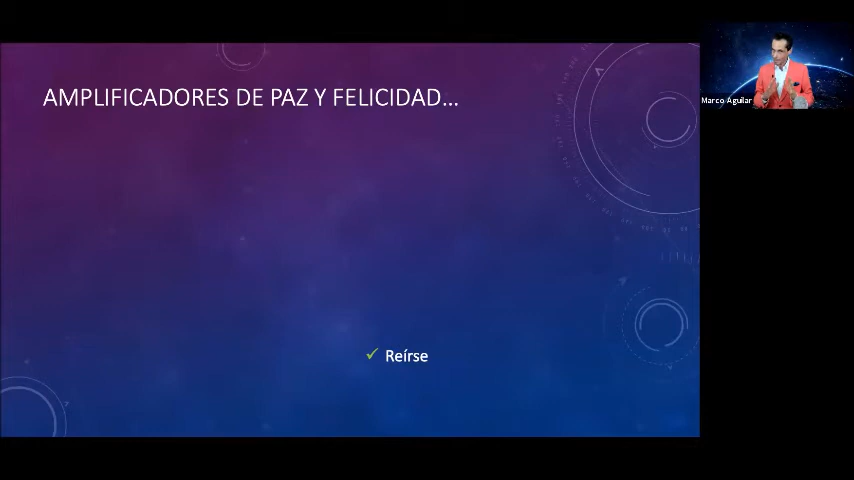 AMPLIFICADORES DE PAZ Y FELICIDAD...
Marco Aguilar
✓ Reírse